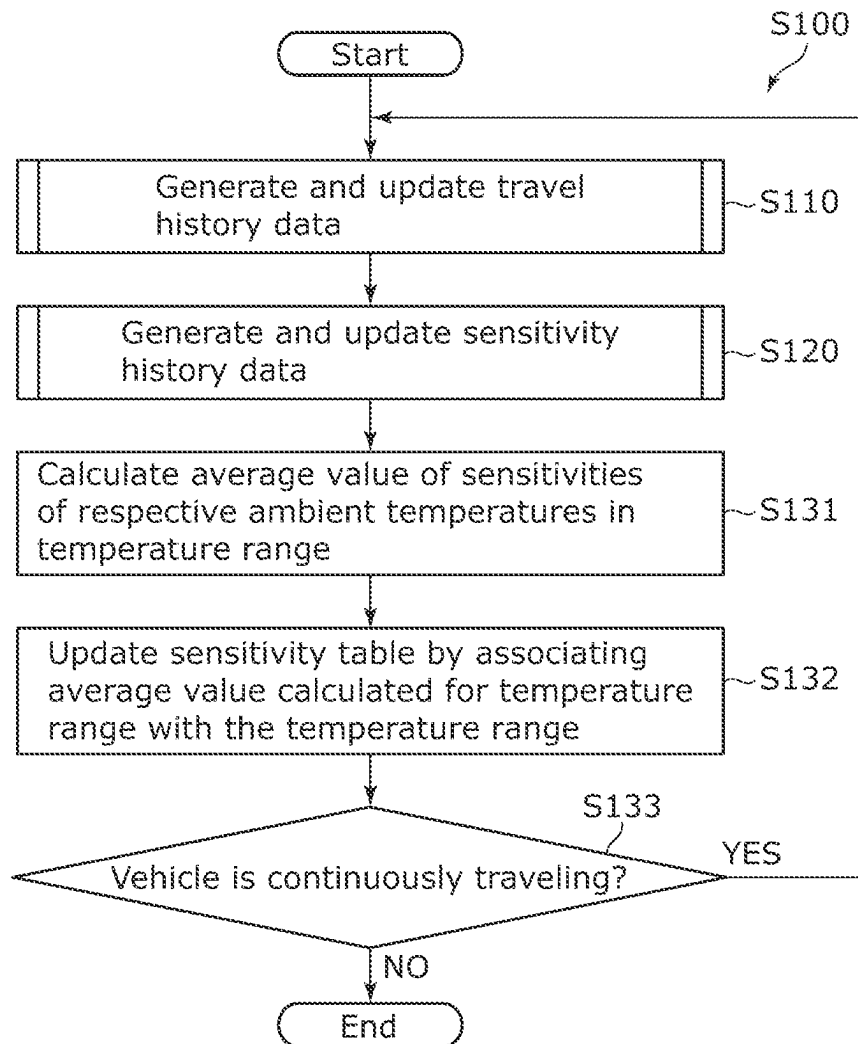 S100
Start
Generate and update travel
history data
S110
Generate and update sensitivity
history data
S120
Calculate average value of sensitivities
of respective ambient temperatures in
temperature range
S131
Update sensitivity table by associating
average value calculated for temperature
range with the temperature range
S132
S133
Vehicle is continuously traveling?
YES
NO
End